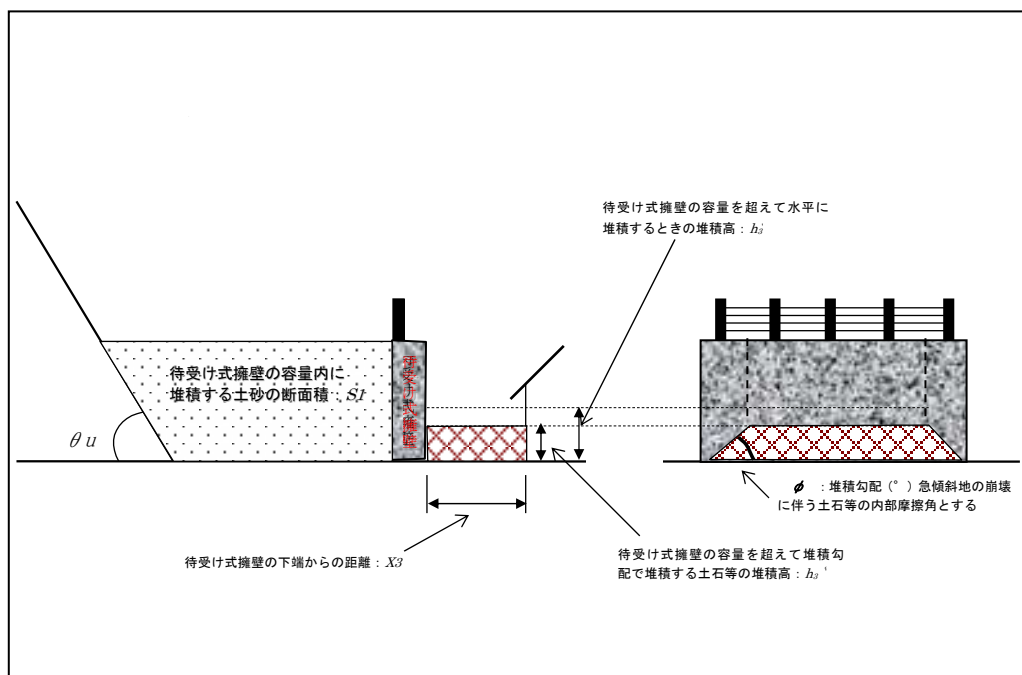 待受け式擁壁の容量を超えて水平に
堆積するときの堆積高：h₃'
待受け式擁壁の容量内に
堆積する土砂の断面積：S1
待受け式擁壁
θu
φ ：堆積勾配（°）急傾斜地の崩壊
に伴う土石等の内部摩擦角とする
待受け式擁壁の下端からの距離：X3
待受け式擁壁の容量を超えて堆積勾
配で堆積する土石等の堆積高：h₃‘